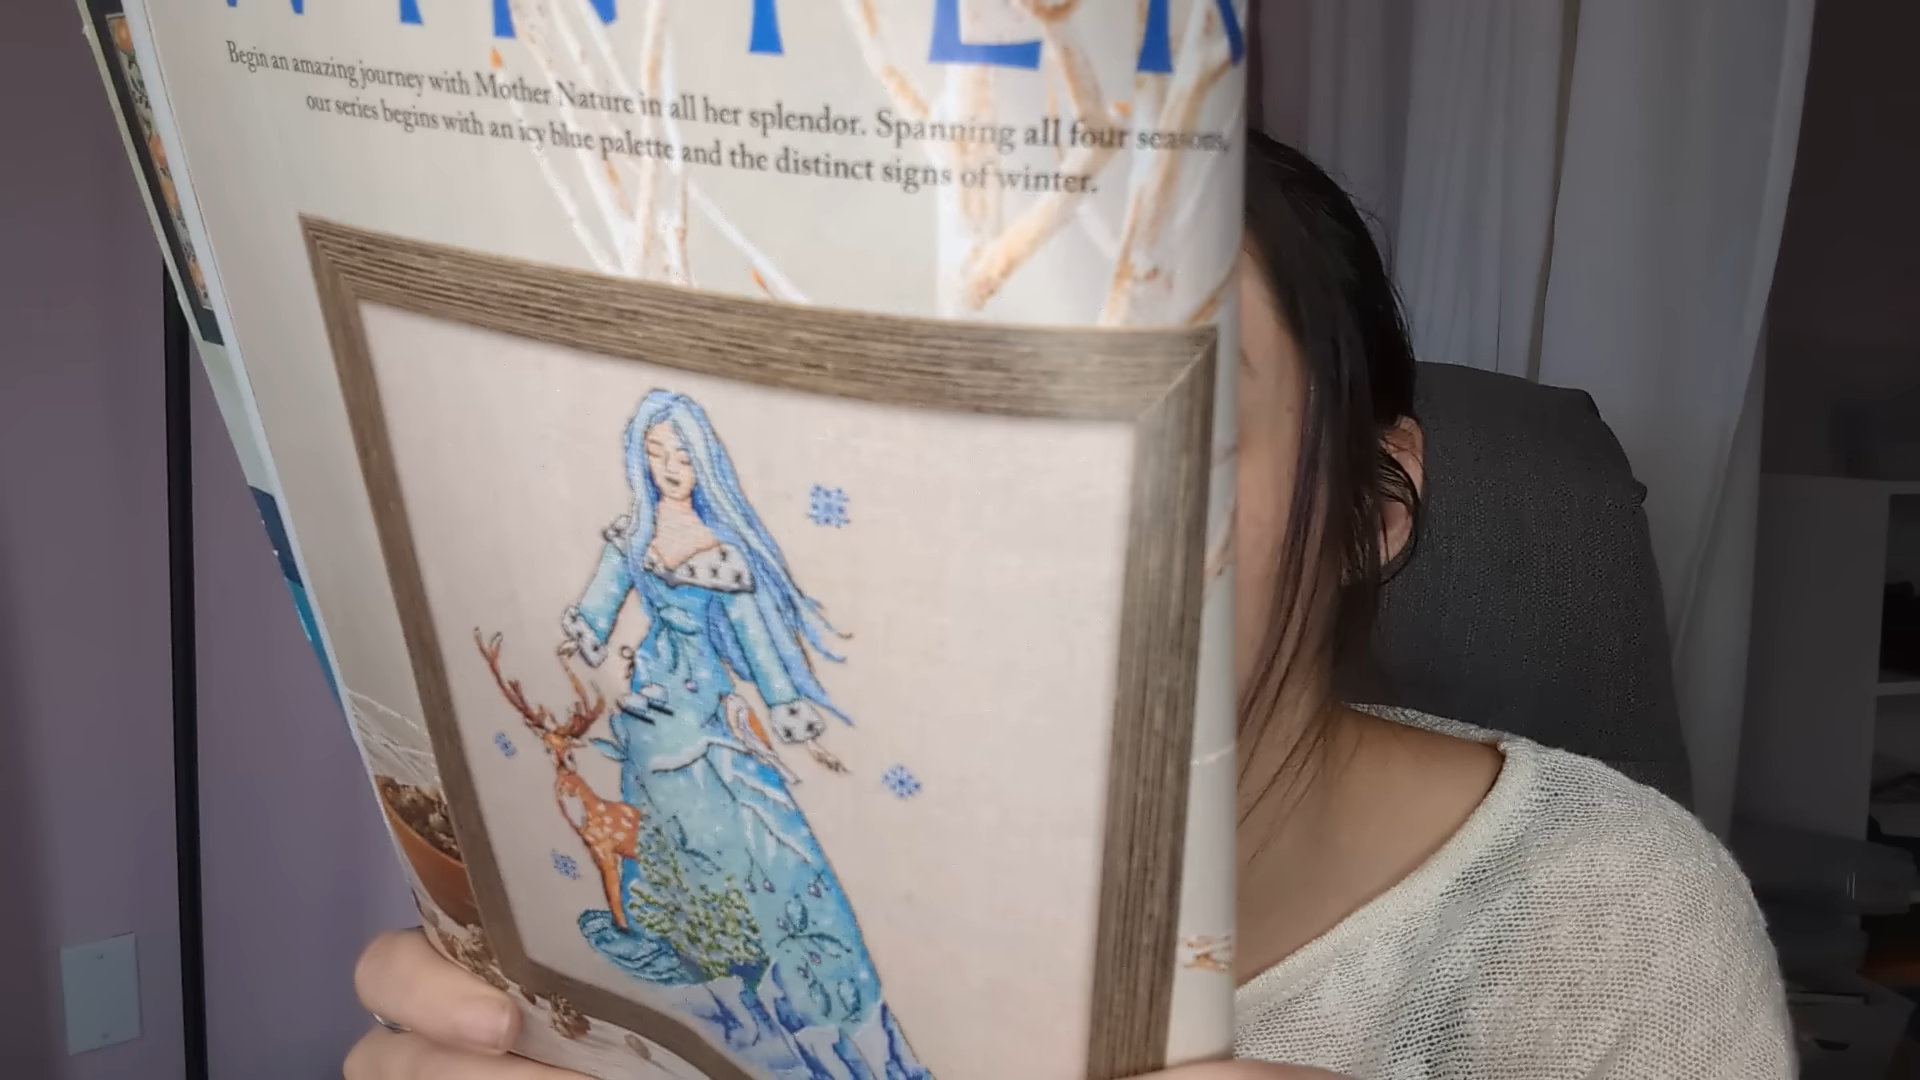 WINTER
Begin an amazing journey with Mother Nature in all her splendor. Spanning all four seasons,
our series begins with an icy blue palette and the distinct signs of winter.